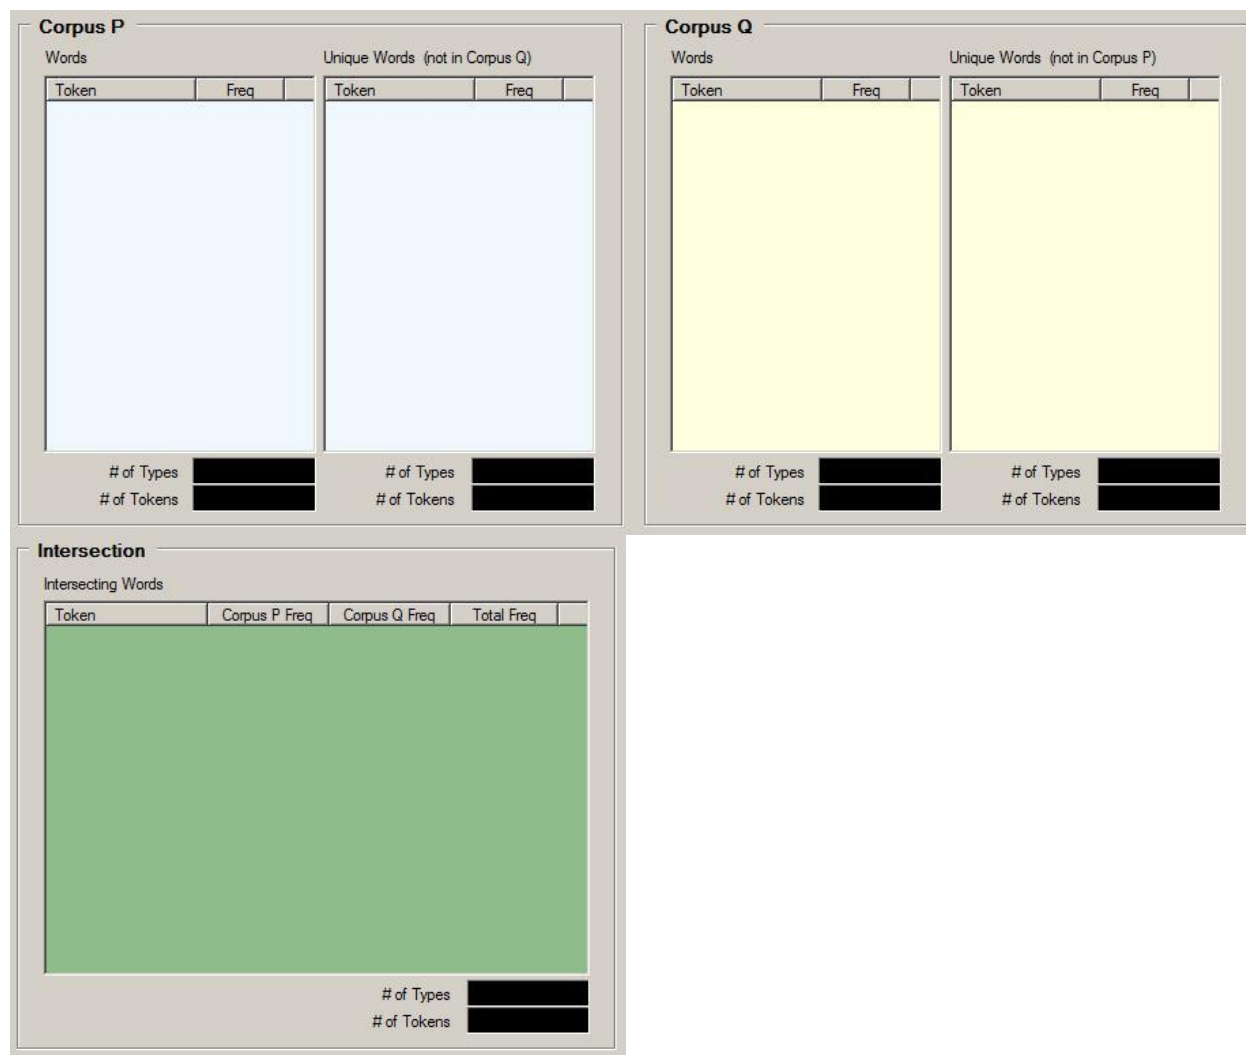 Corpus P
Words
Unique Words (not in Corpus Q)
Token Freq
Token Freq
# of Types
# of Tokens
# of Types
# of Tokens
Corpus Q
Words
Unique Words (not in Corpus P)
Token Freq
Token Freq
# of Types
# of Tokens
# of Types
# of Tokens
Intersection
Intersecting Words
Token Corpus P Freq Corpus Q Freq Total Freq
# of Types
# of Tokens